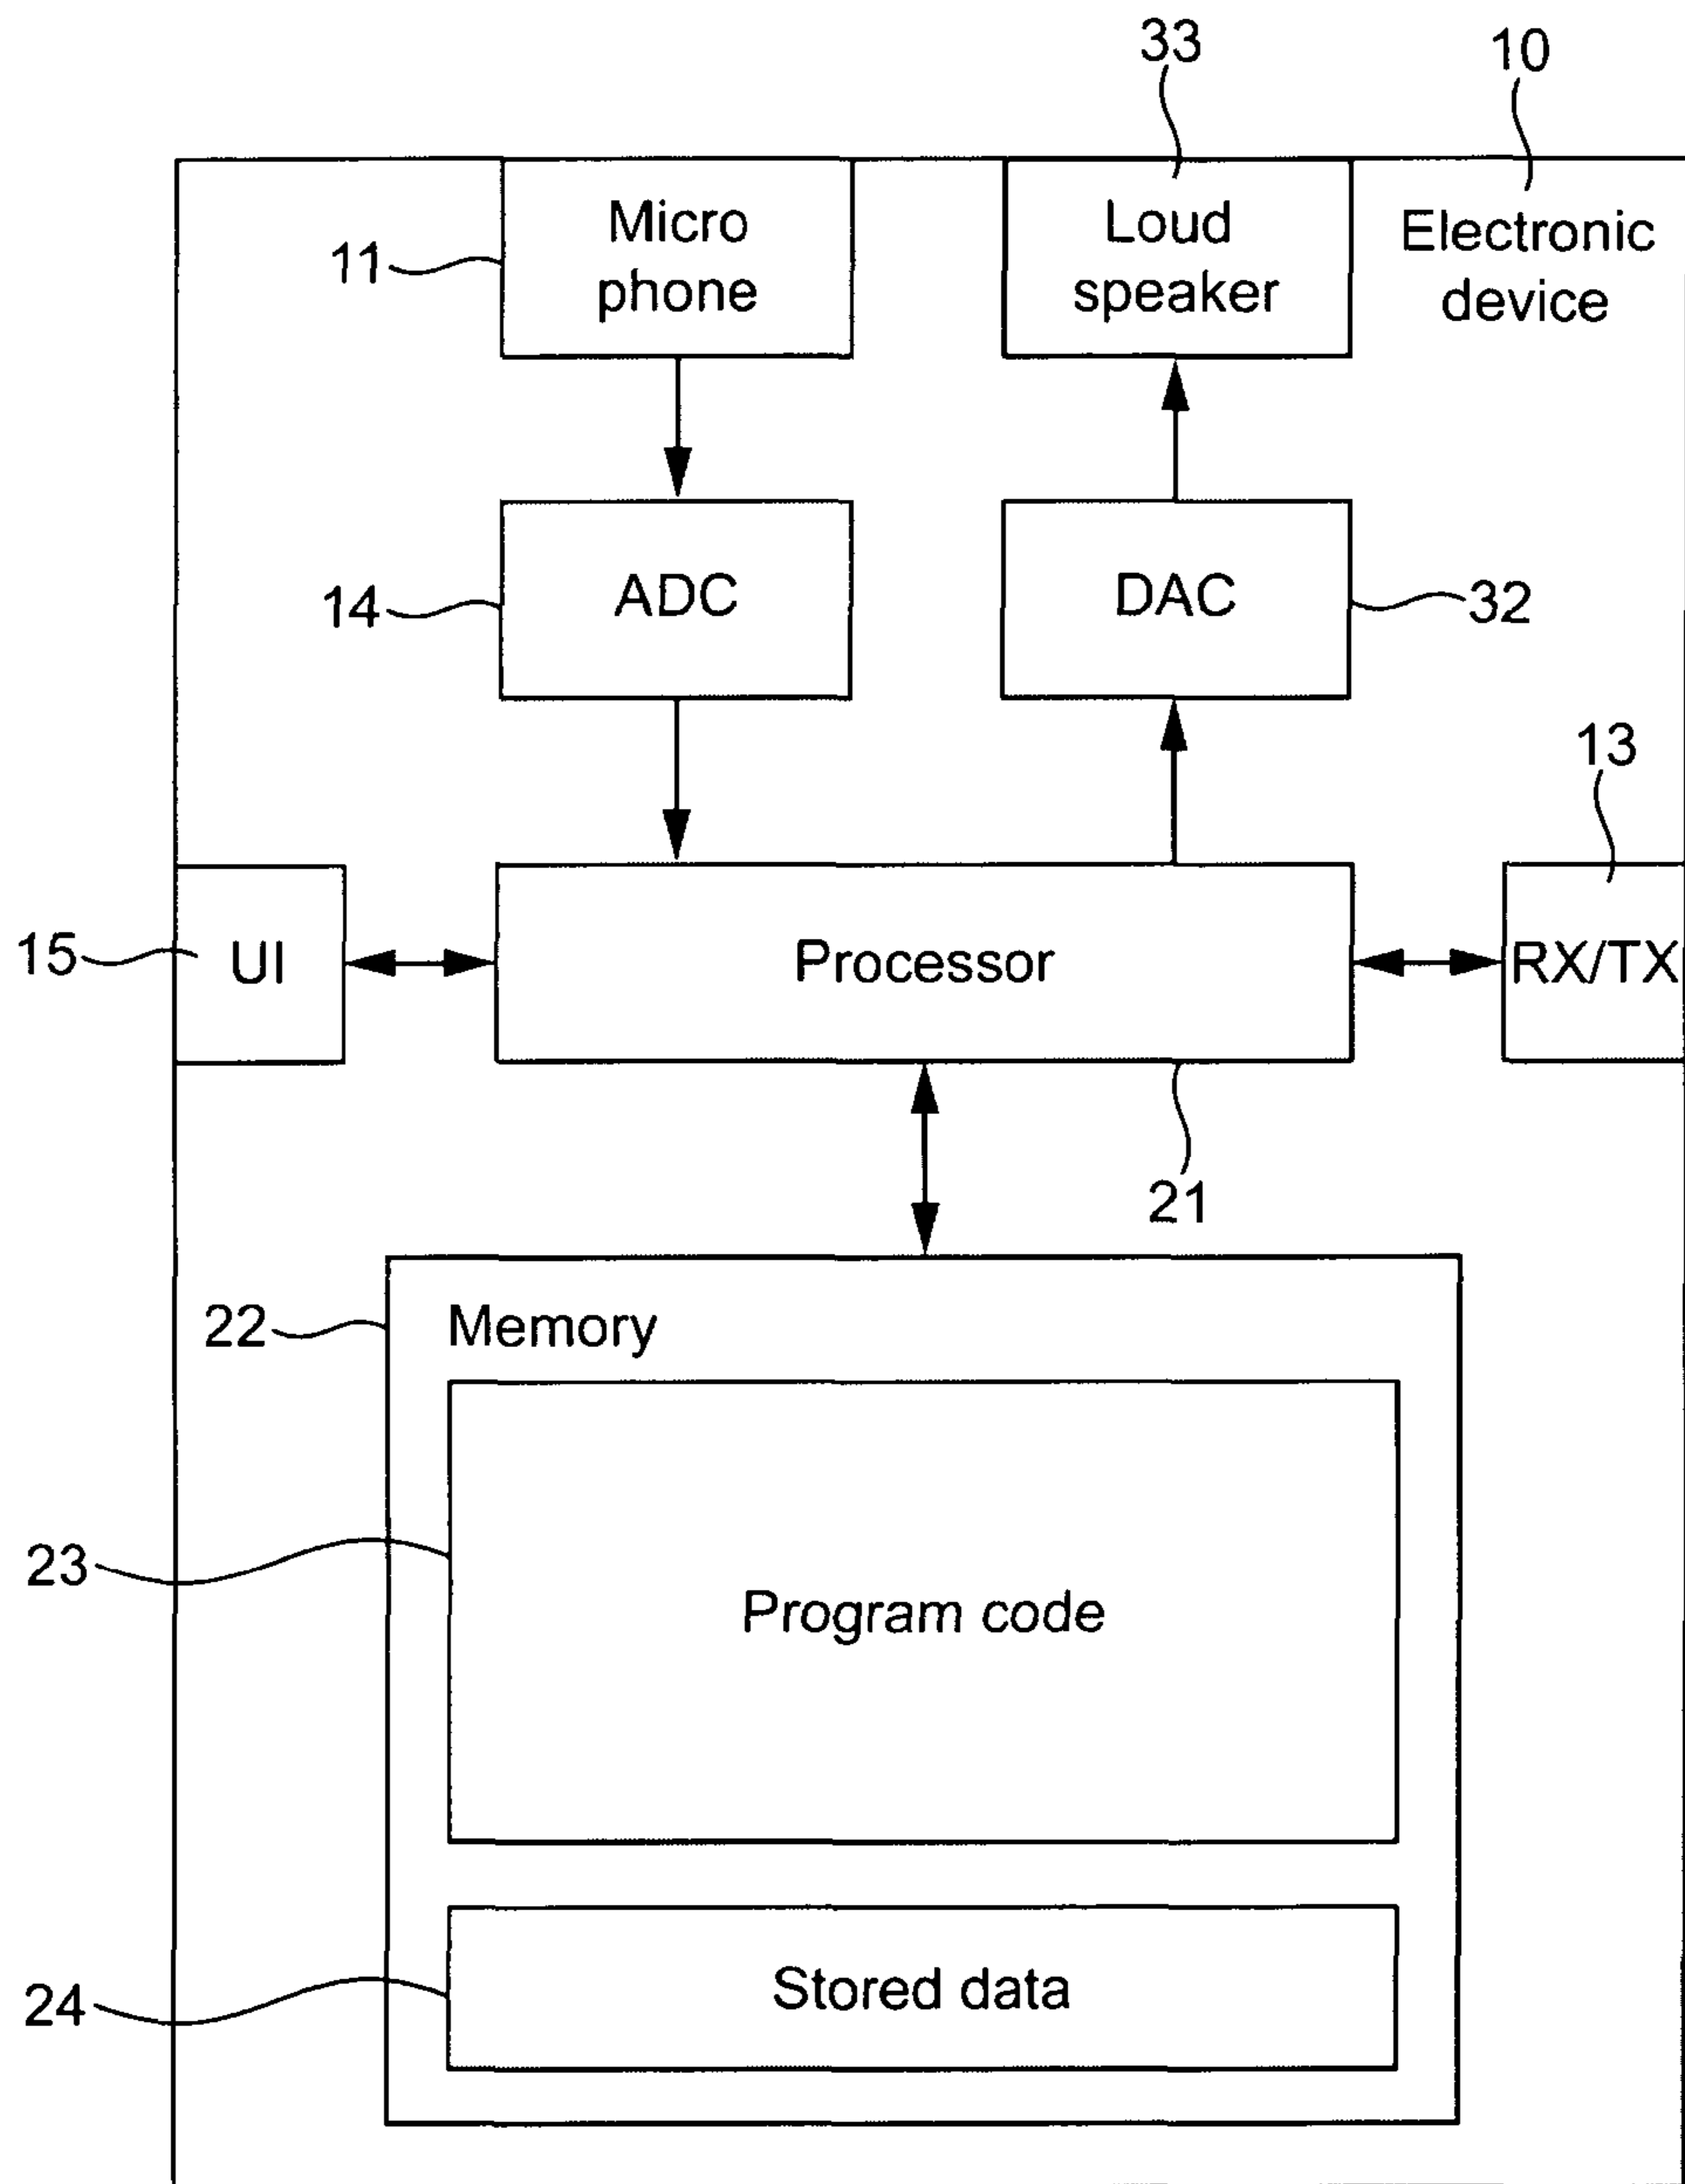 33
10
Micro
phone
Loud
speaker
Electronic
device
11
ADC
DAC
14
32
13
15
UI
Processor
RX/TX
21
22
Memory
23
Program code
24
Stored data